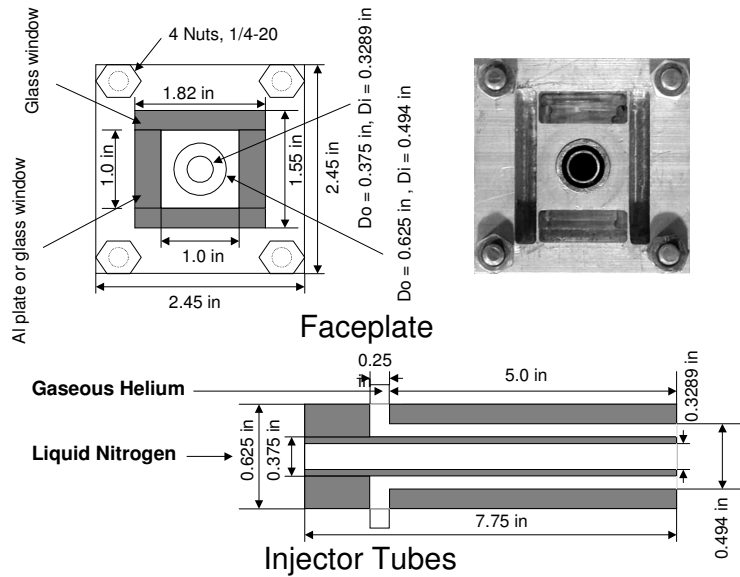 4 Nuts, 1/4-20
Glass window
1.82 in
1.0 in
1.55 in
2.45 in
Do = 0.375 in, Di = 0.3289 in
Do = 0.625 in , Di = 0.494 in
Al plate or glass window
1.0 in
2.45 in
Faceplate
0.25
in
Gaseous Helium
5.0 in
0.3289 in
Liquid Nitrogen
0.625 in
0.375 in
7.75 in
0.494 in
Injector Tubes